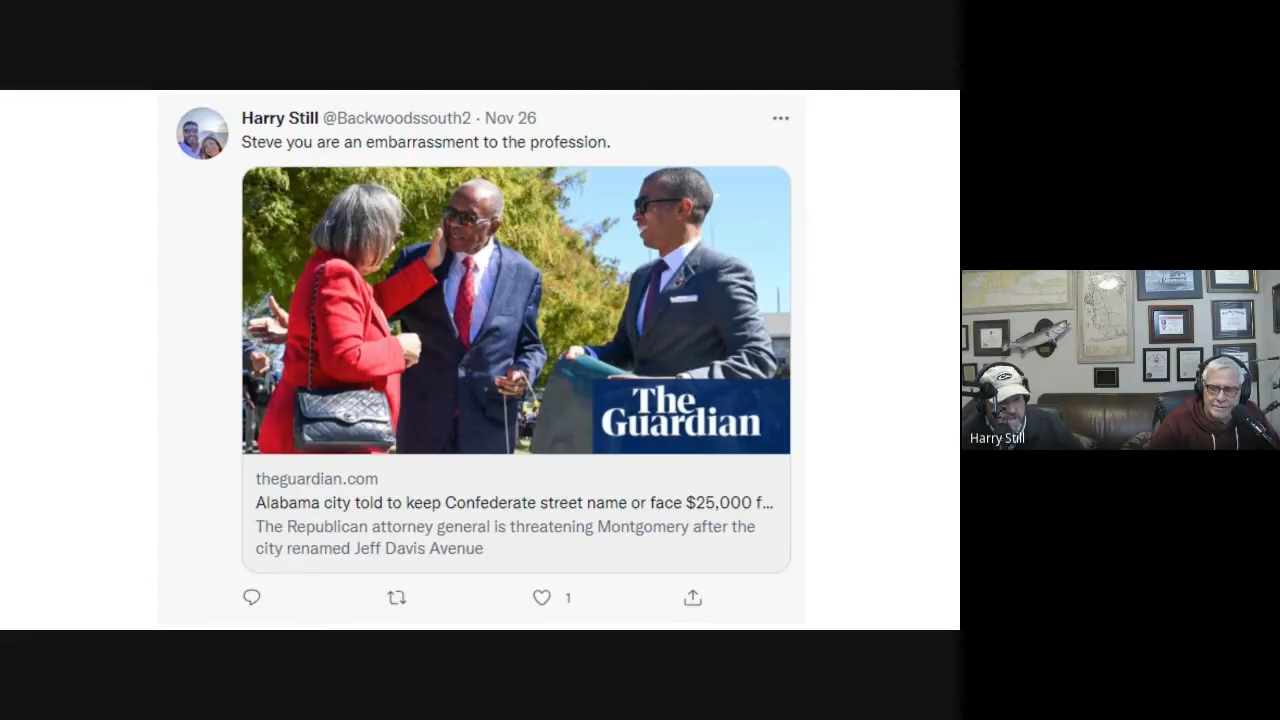 Harry Still @Backwoodssouth2 · Nov 26
Steve you are an embarrassment to the profession.
The
Guardian
theguardian.com
Alabama city told to keep Confederate street name or face $25,000 f...
The Republican attorney general is threatening Montgomery after the
city renamed Jeff Davis Avenue
1
Harry Still